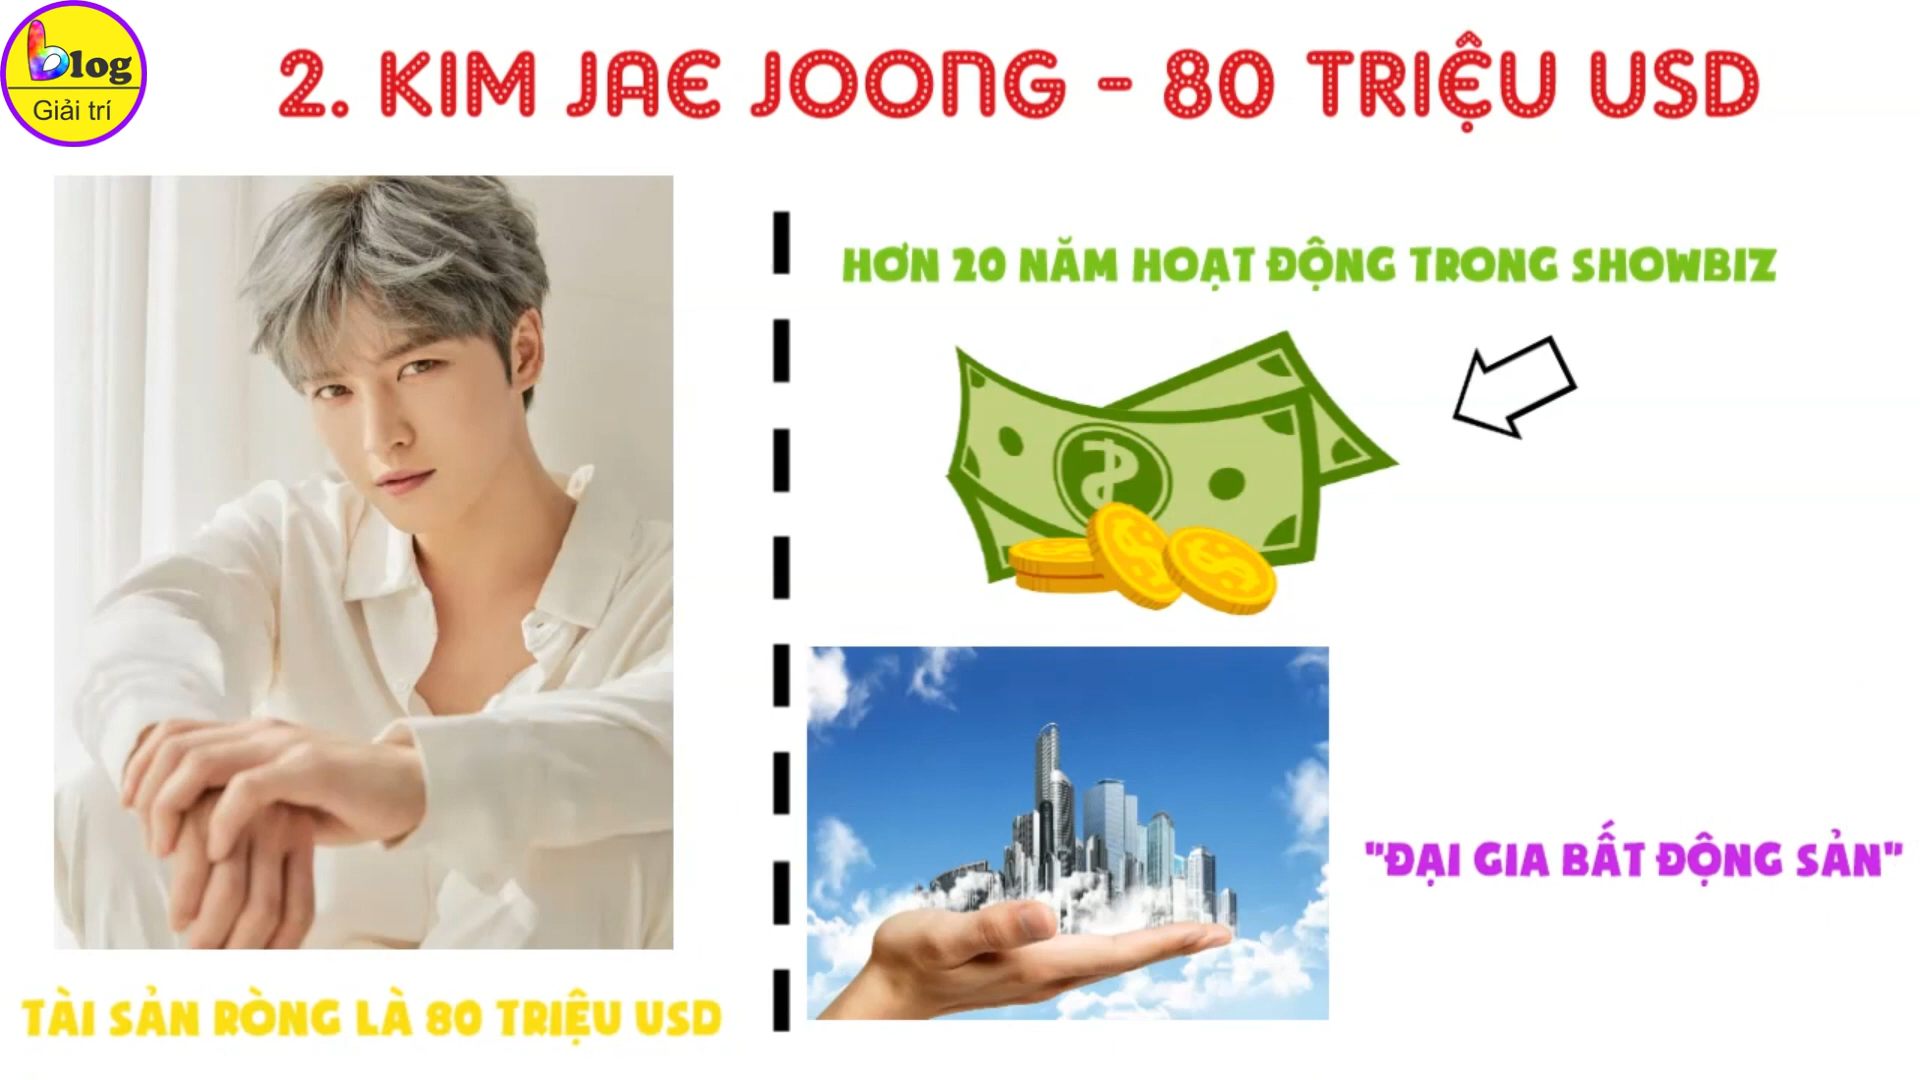 blog
Giải trí
2. KIM JAE JOONG - 80 TRIỆU USD
HƠN 20 NĂM HOẠT ĐỘNG TRONG SHOWBIZ
"ĐẠI GIA BẤT ĐỘNG SẢN"
TÀI SẢN RÒNG LÀ 80 TRIỆU USD